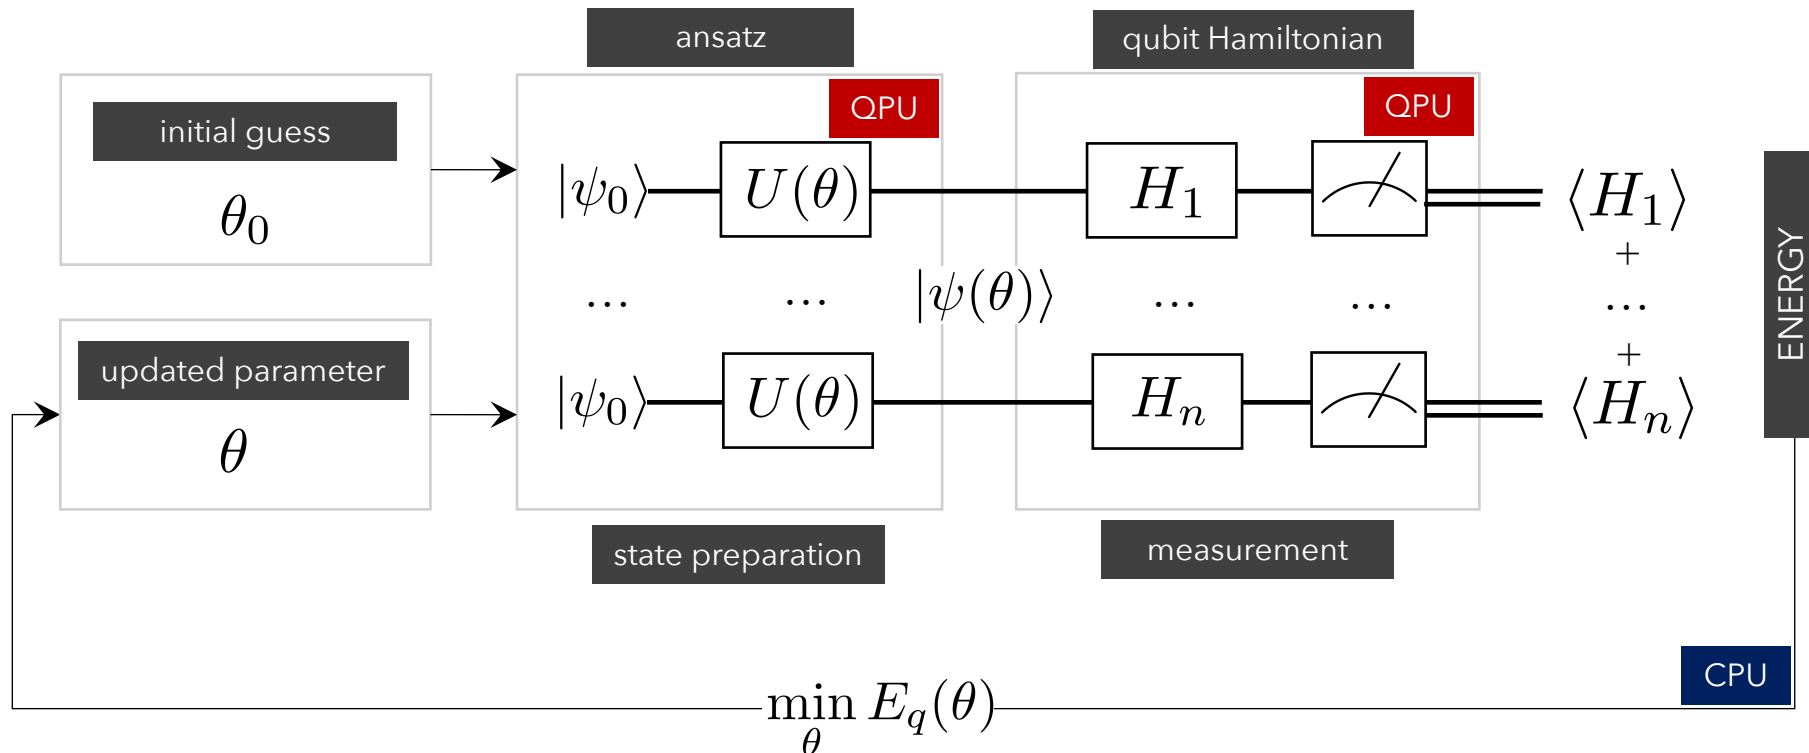 ansatz
qubit Hamiltonian
QPU
QPU
initial guess
θ₀
|ψ₀⟩ U(θ) H₁ ⟨H₁⟩
+
... ... |ψ(θ)⟩ ... ... ...
+
ENERGY
updated parameter
θ
|ψ₀⟩ U(θ) Hₙ ⟨Hₙ⟩
state preparation
measurement
CPU
min E_q(θ)
θ